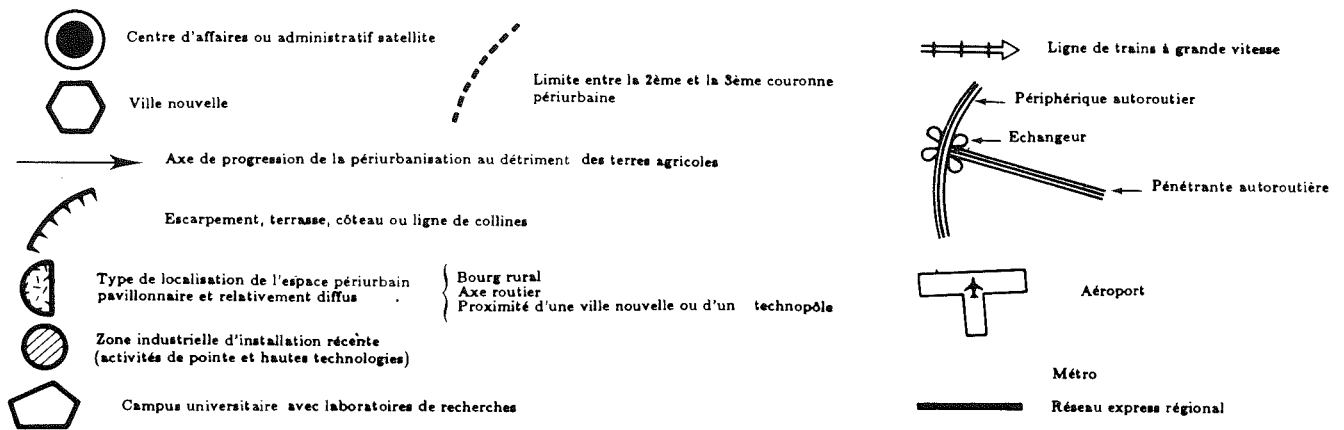 Centre d'affaires ou administratif satellite
Ville nouvelle
Limite entre la 2ème et la 3ème couronne
périurbaine
Axe de progression de la périurbanisation au détriment des terres agricoles
Escarpement, terrasse, côteau ou ligne de collines
Type de localisation de l'espace périurbain
pavillonnaire et relativement diffus .
Bourg rural
Axe routier
Proximité d'une ville nouvelle ou d'un technopôle
Zone industrielle d'installation récente
(activités de pointe et hautes technologies)
Campus universitaire avec laboratoires de recherches
Ligne de trains à grande vitesse
Périphérique autoroutier
Echangeur
Pénétrante autoroutière
Aéroport
Métro
Réseau express régional